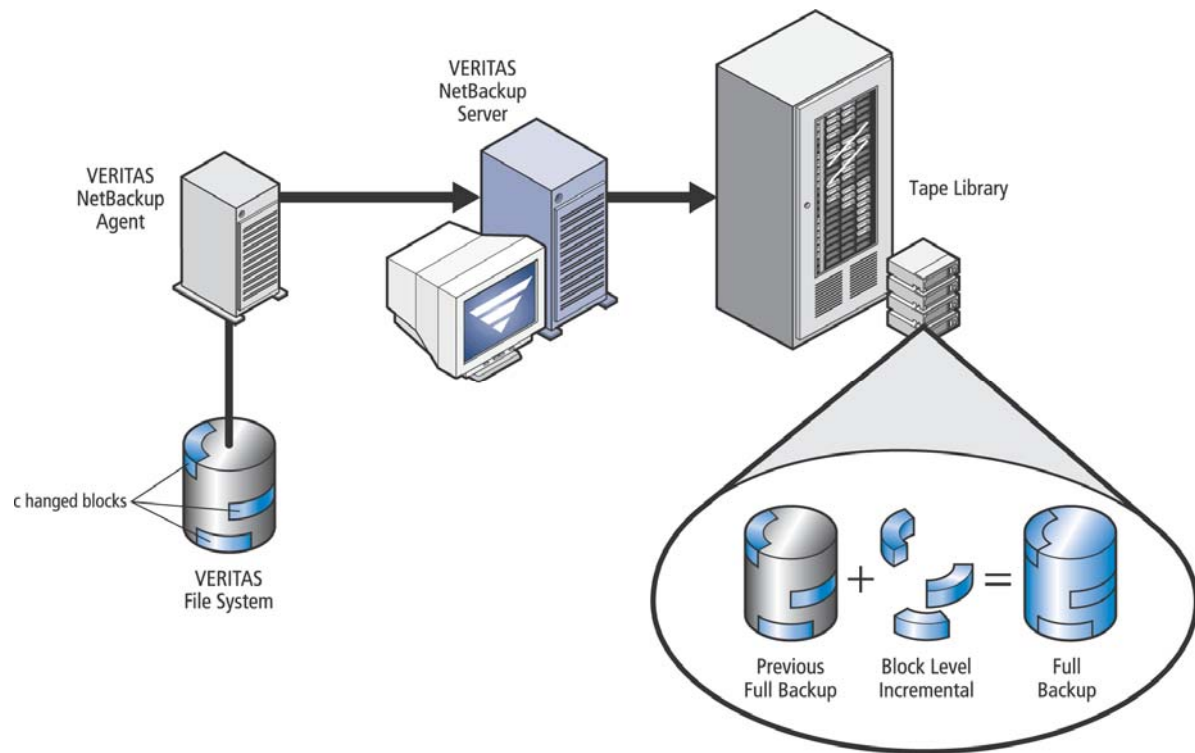 VERITAS
NetBackup
Server
VERITAS
NetBackup
Agent
Tape Library
c hanged blocks
VERITAS
File System
+
=
Previous
Full Backup
Block Level
Incremental
Full
Backup